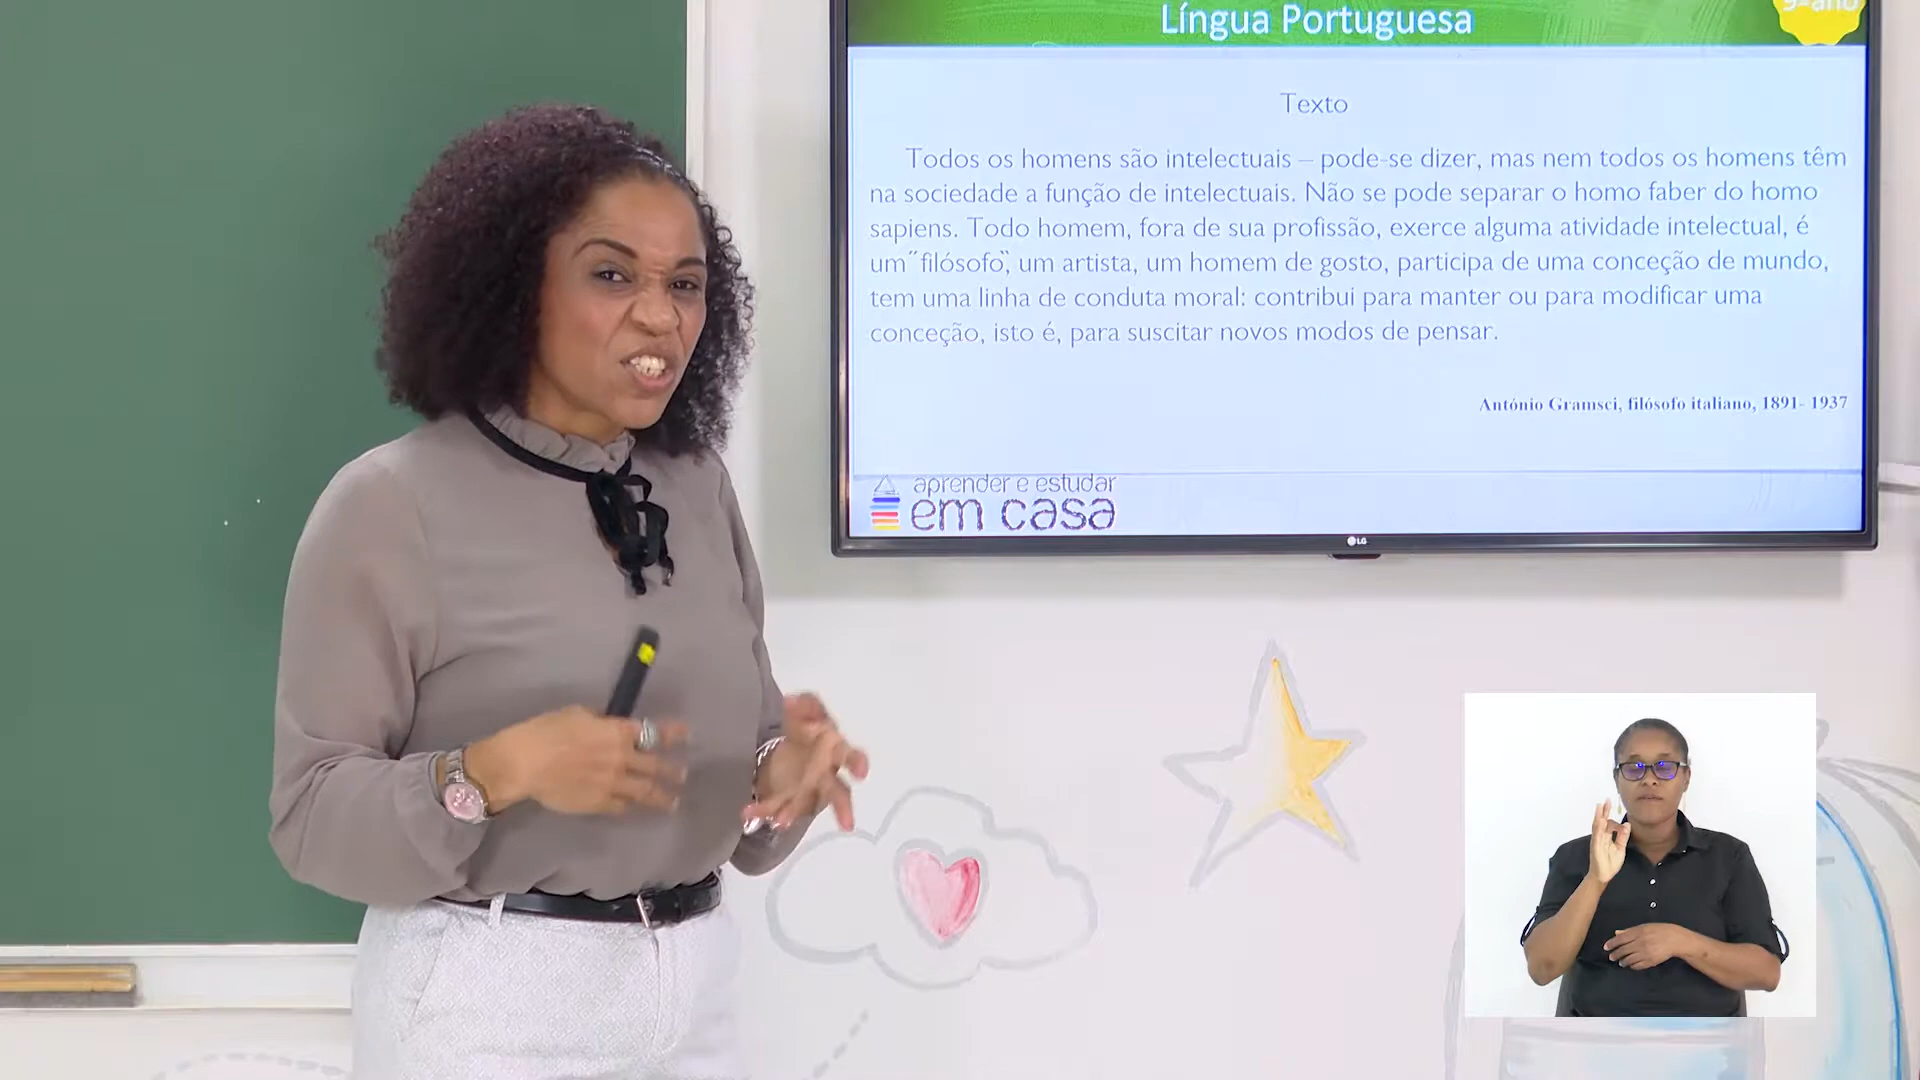 Língua Portuguesa
9º ano
Texto
Todos os homens são intelectuais – pode-se dizer, mas nem todos os homens têm
na sociedade a função de intelectuais. Não se pode separar o homo faber do homo
sapiens. Todo homem, fora de sua profissão, exerce alguma atividade intelectual, é
um ̋ filósofo ̏, um artista, um homem de gosto, participa de uma conceção de mundo,
tem uma linha de conduta moral: contribui para manter ou para modificar uma
conceção, isto é, para suscitar novos modos de pensar.
António Gramsci, filósofo italiano, 1891- 1937
aprender e estudar
em casa
LG